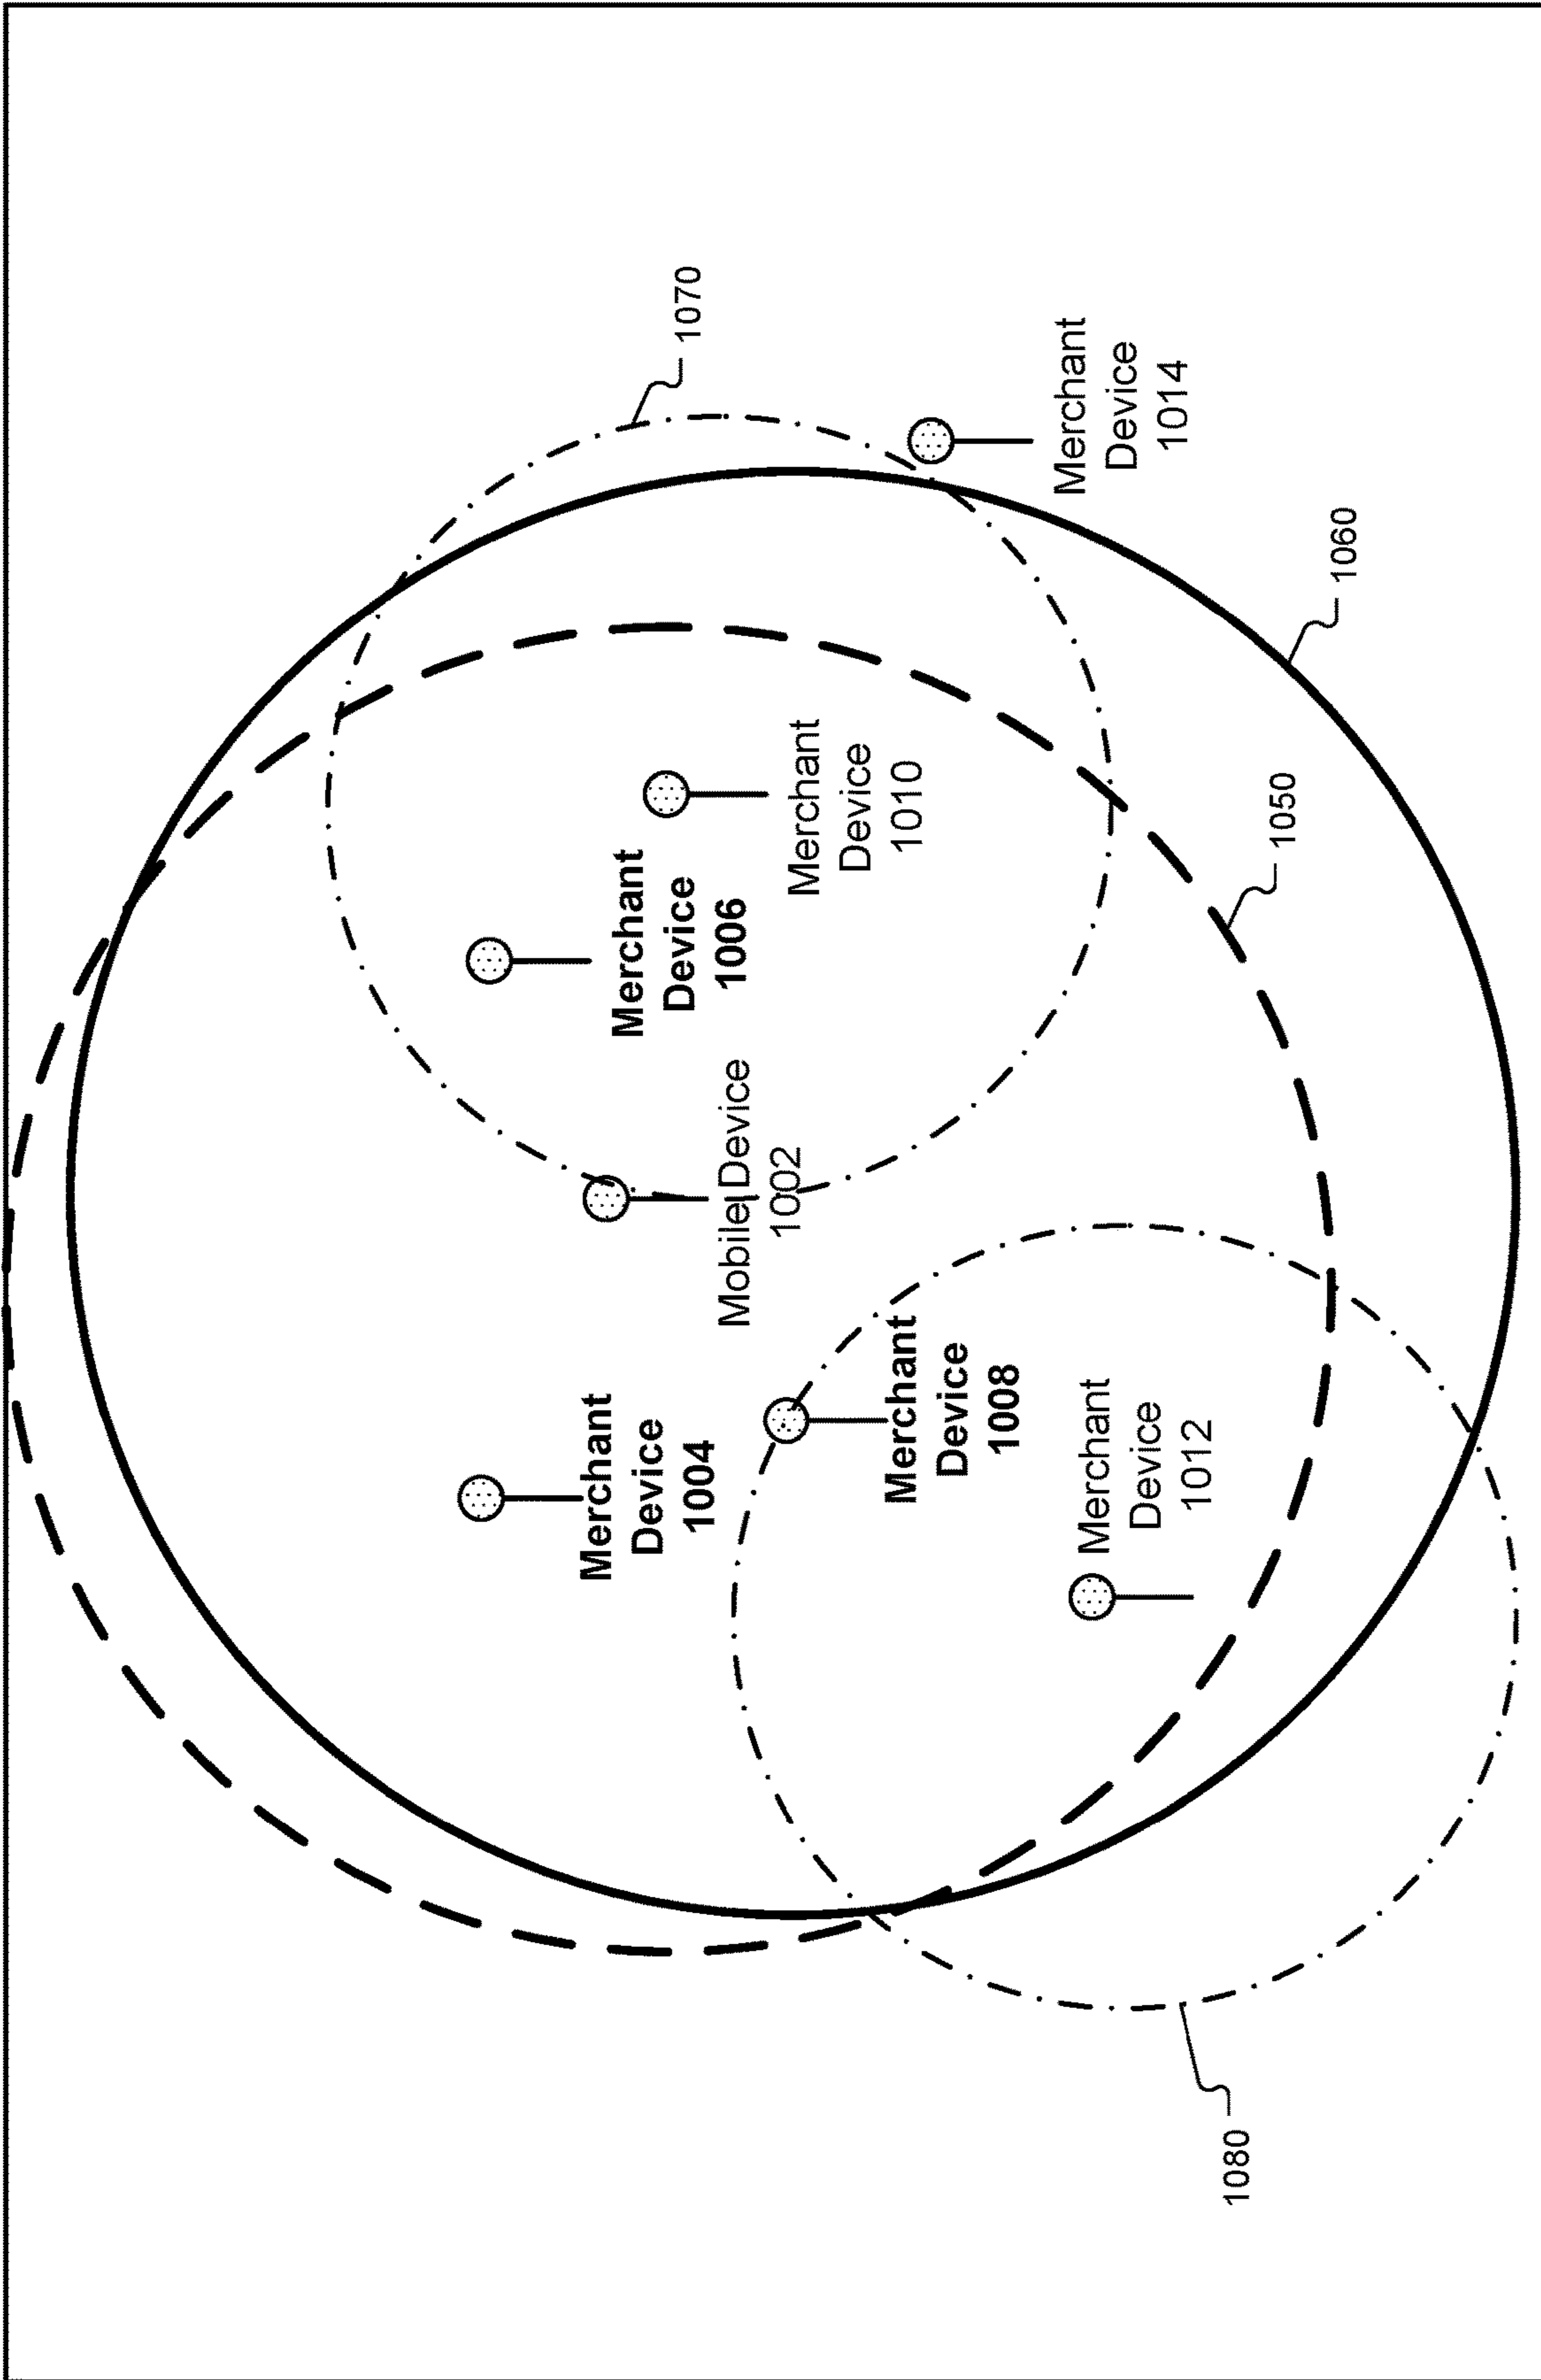 Merchant
Device
1004
Merchant
Device
1006
1070
Mobile Device
1002
Merchant
Device
1010
Merchant
Device
1008
Merchant
Device
1014
Merchant
Device
1012
1080
1050
1060